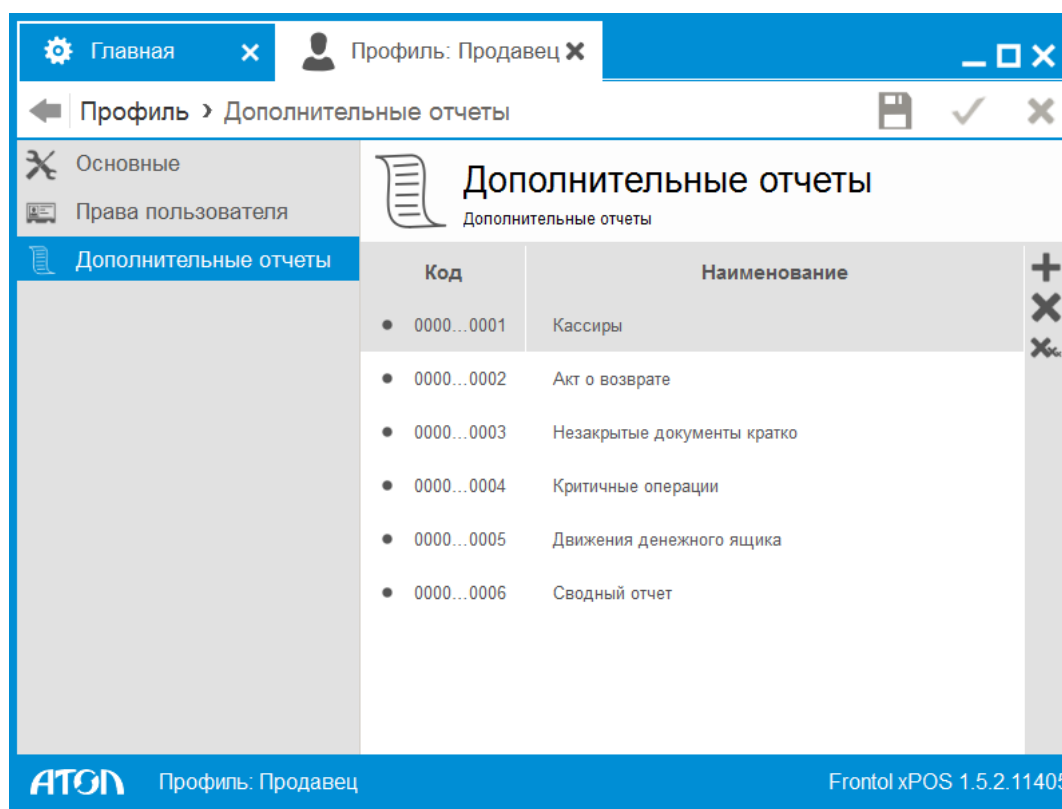 Главная
Профиль: Продавец
Профиль › Дополнительные отчеты
Основные
Права пользователя
Дополнительные отчеты
Дополнительные отчеты
Дополнительные отчеты
Код Наименование
0000...0001 Кассиры
0000...0002 Акт о возврате
0000...0003 Незакрытые документы кратко
0000...0004 Критичные операции
0000...0005 Движения денежного ящика
0000...0006 Сводный отчет
АТОЛ Профиль: Продавец Frontol xPOS 1.5.2.11405